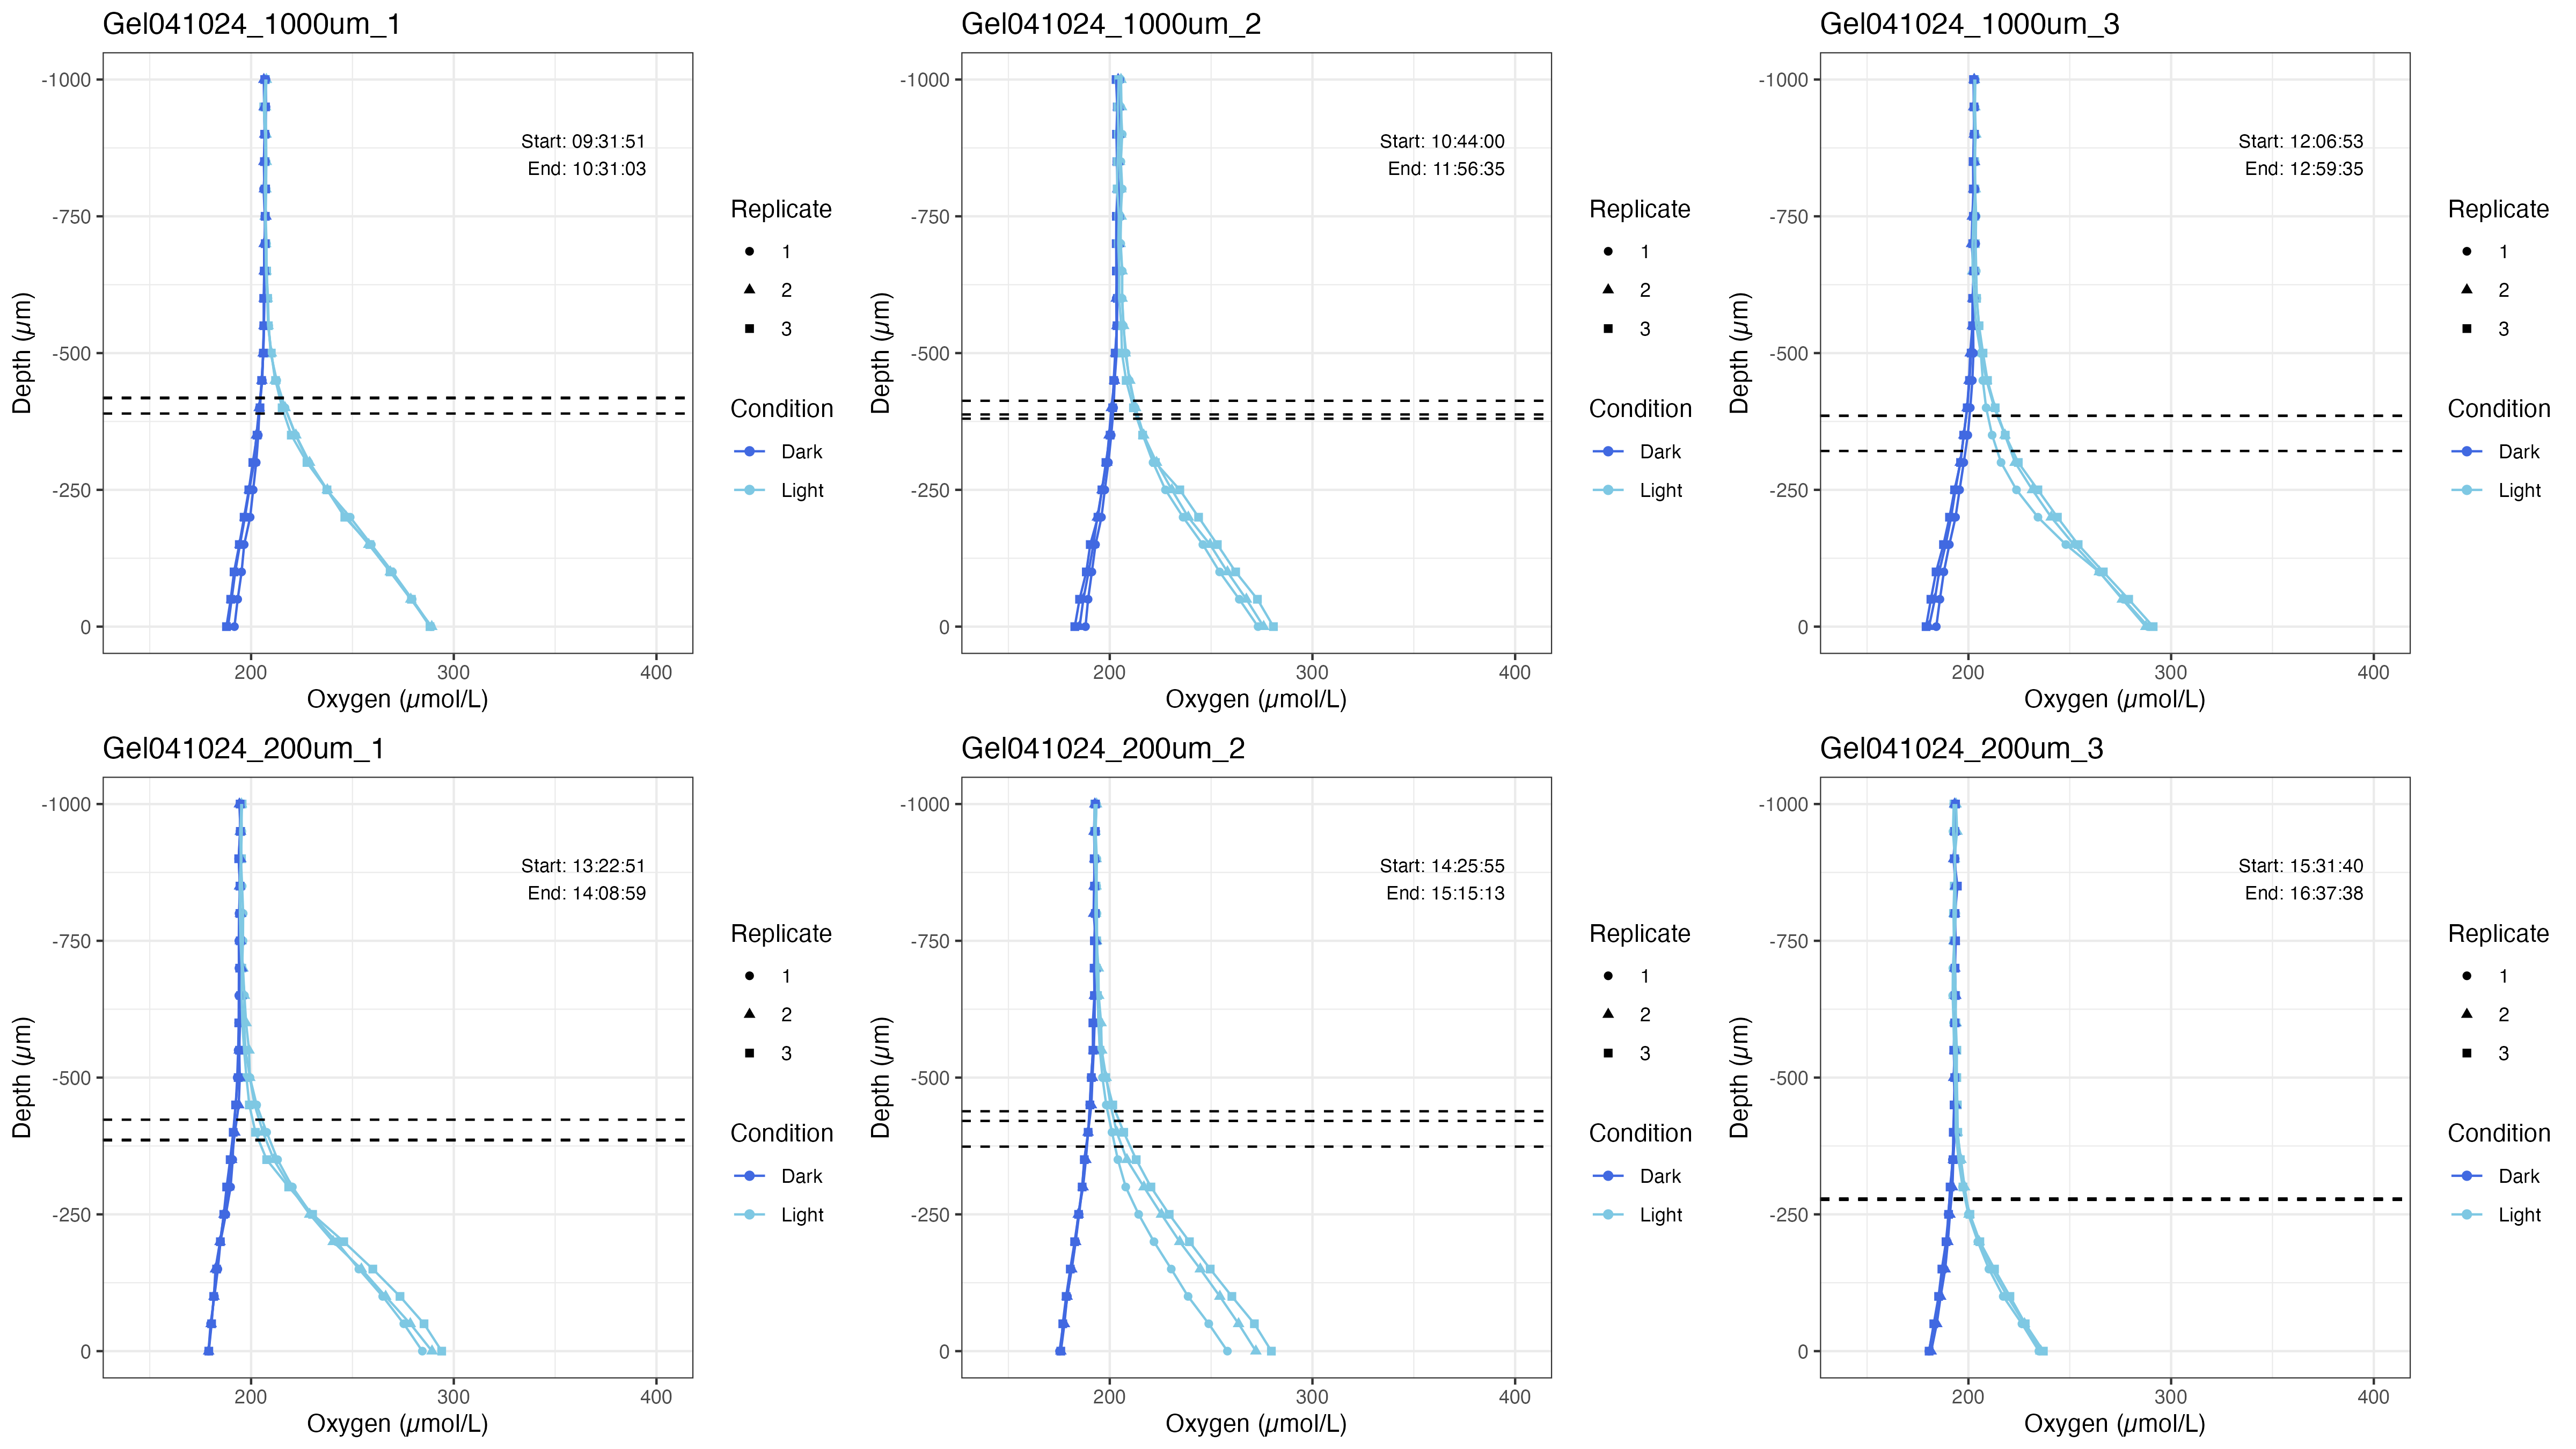 Gel041024_1000um_1
Depth (µm)
-1000
-750
-500
-250
0
200
300
400
Oxygen (µmol/L)
Start: 09:31:51
End: 10:31:03
Replicate
1
2
3
Condition
Dark
Light
Gel041024_1000um_2
Depth (µm)
-1000
-750
-500
-250
0
200
300
400
Oxygen (µmol/L)
Start: 10:44:00
End: 11:56:35
Replicate
1
2
3
Condition
Dark
Light
Gel041024_1000um_3
Depth (µm)
-1000
-750
-500
-250
0
200
300
400
Oxygen (µmol/L)
Start: 12:06:53
End: 12:59:35
Replicate
1
2
3
Condition
Dark
Light
Gel041024_200um_1
Depth (µm)
-1000
-750
-500
-250
0
200
300
400
Oxygen (µmol/L)
Start: 13:22:51
End: 14:08:59
Replicate
1
2
3
Condition
Dark
Light
Gel041024_200um_2
Depth (µm)
-1000
-750
-500
-250
0
200
300
400
Oxygen (µmol/L)
Start: 14:25:55
End: 15:15:13
Replicate
1
2
3
Condition
Dark
Light
Gel041024_200um_3
Depth (µm)
-1000
-750
-500
-250
0
200
300
400
Oxygen (µmol/L)
Start: 15:31:40
End: 16:37:38
Replicate
1
2
3
Condition
Dark
Light